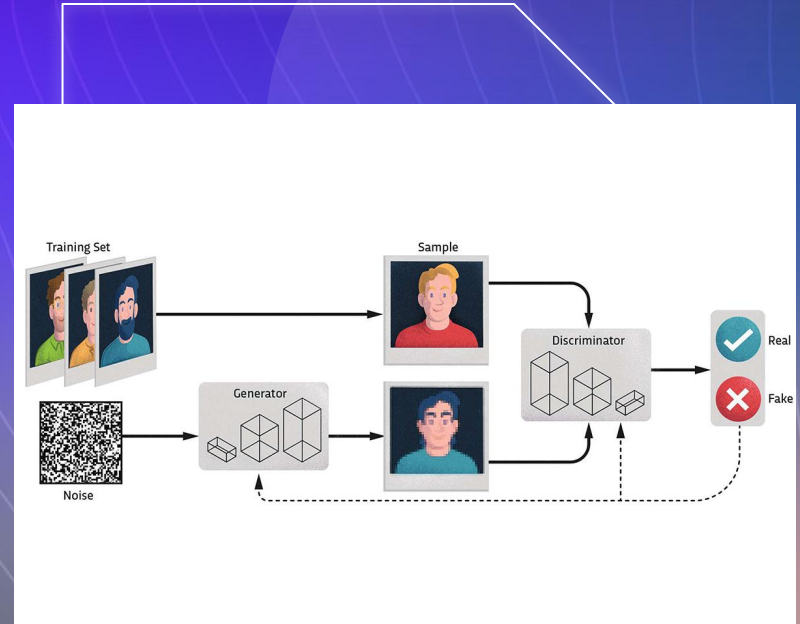 Training Set
Sample
Discriminator
Real
Fake
Generator
Noise